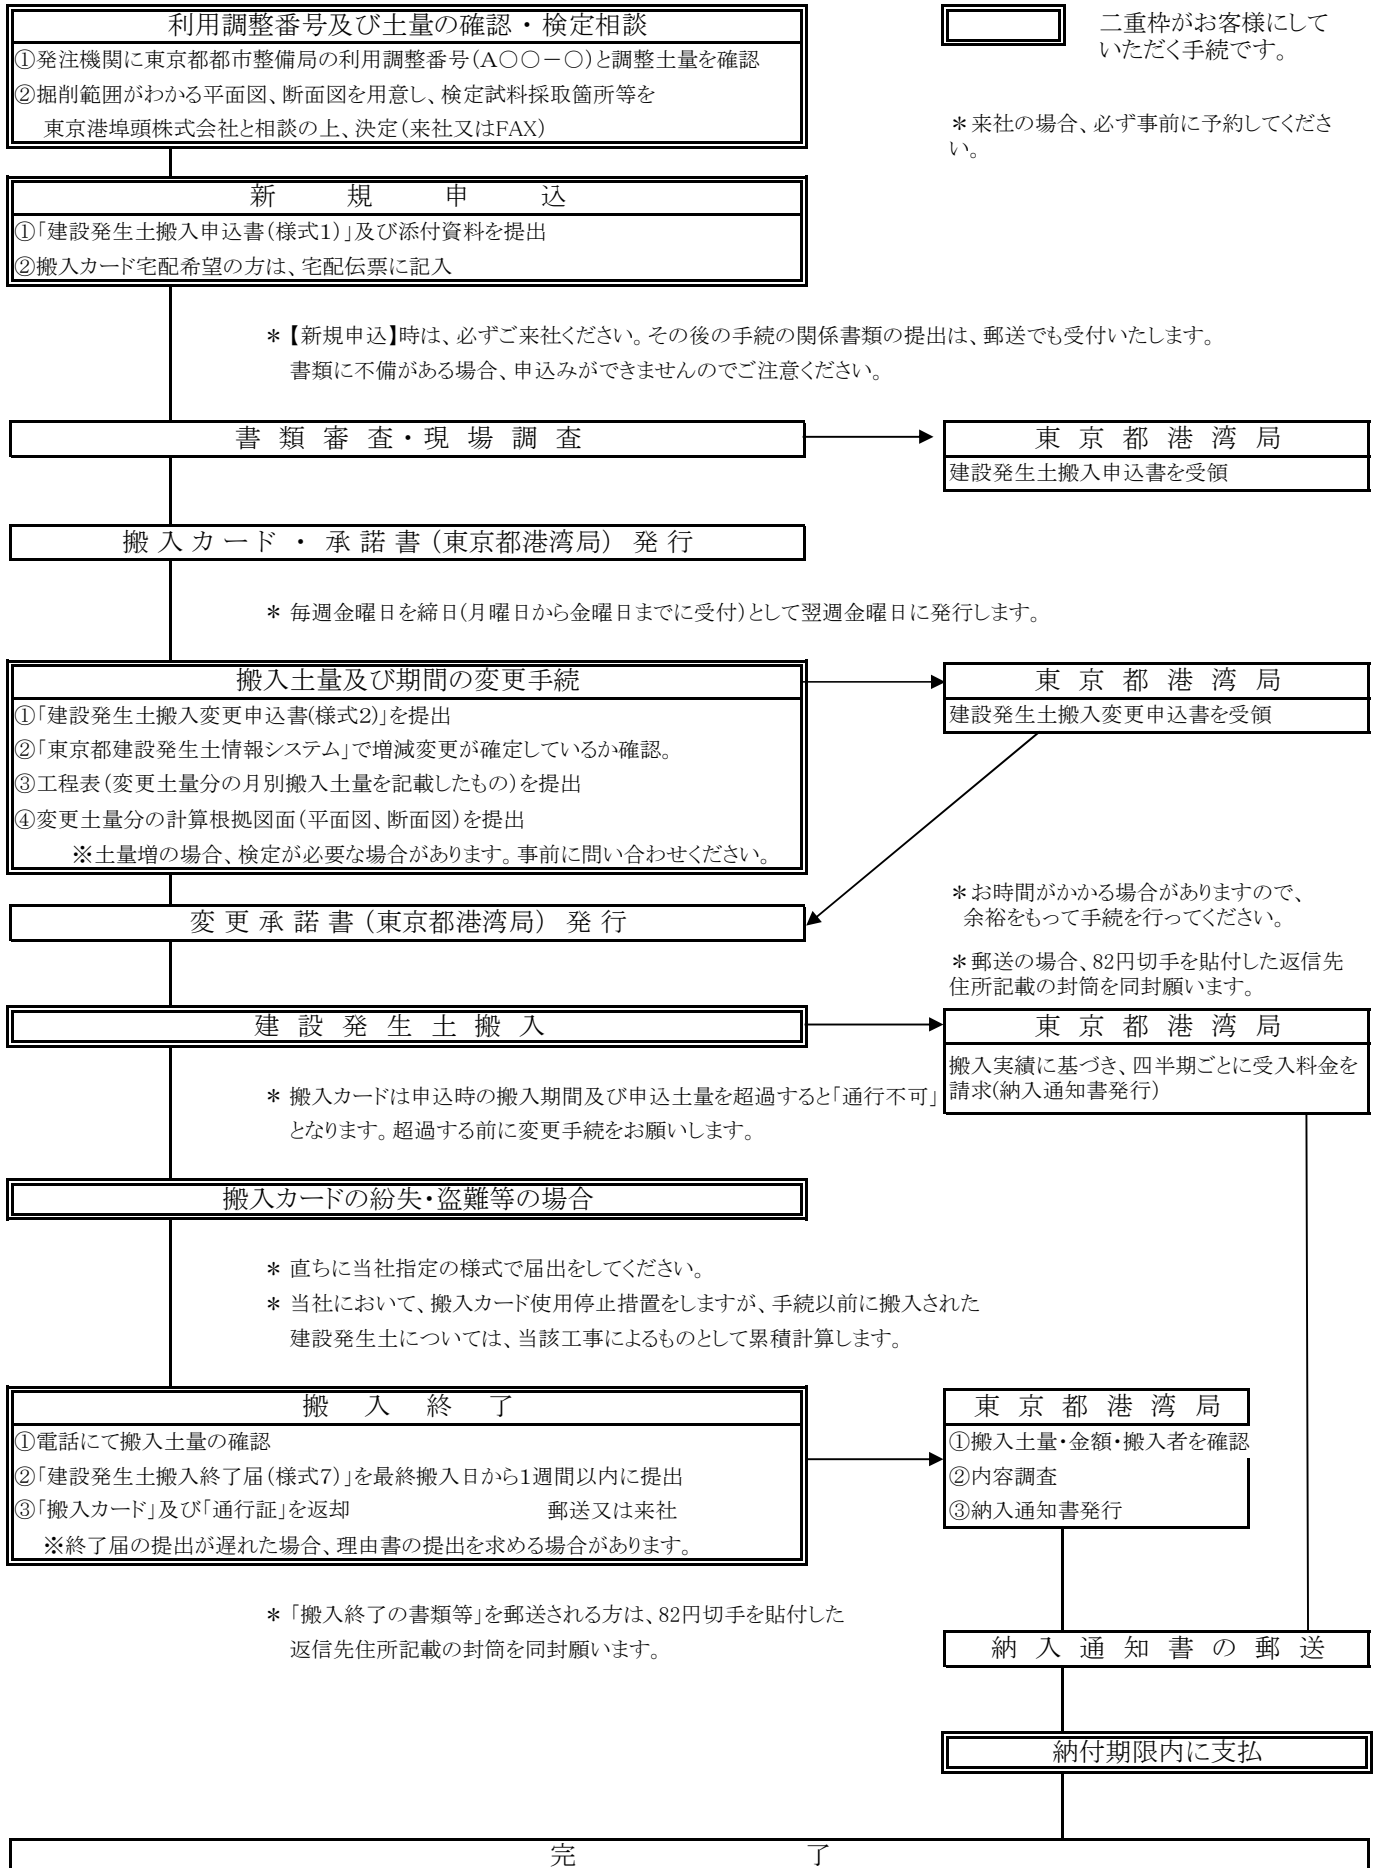 利用調整番号及び土量の確認・検定相談
①発注機関に東京都都市整備局の利用調整番号(A〇〇－〇)と調整土量を確認
②掘削範囲がわかる平面図、断面図を用意し、検定試料採取箇所等を
東京港埠頭株式会社と相談の上、決定(来社又はFAX)
二重枠がお客様にして
いただく手続です。
＊来社の場合、必ず事前に予約してくださ
い。
新規申込
①「建設発生土搬入申込書(様式1)」及び添付資料を提出
②搬入カード宅配希望の方は、宅配伝票に記入
＊【新規申込】時は、必ずご来社ください。その後の手続の関係書類の提出は、郵送でも受付いたします。
書類に不備がある場合、申込みができませんのでご注意ください。
書類審査・現場調査
東京都港湾局
建設発生土搬入申込書を受領
搬入カード・承諾書(東京都港湾局) 発行
＊ 毎週金曜日を締日(月曜日から金曜日までに受付)として翌週金曜日に発行します。
搬入土量及び期間の変更手続
①「建設発生土搬入変更申込書(様式2)」を提出
②「東京都建設発生土情報システム」で増減変更が確定しているか確認。
③工程表(変更土量分の月別搬入土量を記載したもの)を提出
④変更土量分の計算根拠図面(平面図、断面図)を提出
※土量増の場合、検定が必要な場合があります。事前に問い合わせください。
東京都港湾局
建設発生土搬入変更申込書を受領
変更承諾書(東京都港湾局) 発行
＊お時間がかかる場合がありますので、
余裕をもって手続を行ってください。
＊郵送の場合、82円切手を貼付した返信先
住所記載の封筒を同封願います。
建設発生土搬入
東京都港湾局
搬入実績に基づき、四半期ごとに受入料金を
請求(納入通知書発行)
＊ 搬入カードは申込時の搬入期間及び申込土量を超過すると「通行不可」
となります。超過する前に変更手続をお願いします。
搬入カードの紛失・盗難等の場合
＊ 直ちに当社指定の様式で届出をしてください。
＊ 当社において、搬入カード使用停止措置をしますが、手続以前に搬入された
建設発生土については、当該工事によるものとして累積計算します。
搬入終了
①電話にて搬入土量の確認
②「建設発生土搬入終了届(様式7)」を最終搬入日から1週間以内に提出
③「搬入カード」及び「通行証」を返却 郵送又は来社
※終了届の提出が遅れた場合、理由書の提出を求める場合があります。
東京都港湾局
①搬入土量・金額・搬入者を確認
②内容調査
③納入通知書発行
＊「搬入終了の書類等」を郵送される方は、82円切手を貼付した
返信先住所記載の封筒を同封願います。
納入通知書の郵送
納付期限内に支払
完了